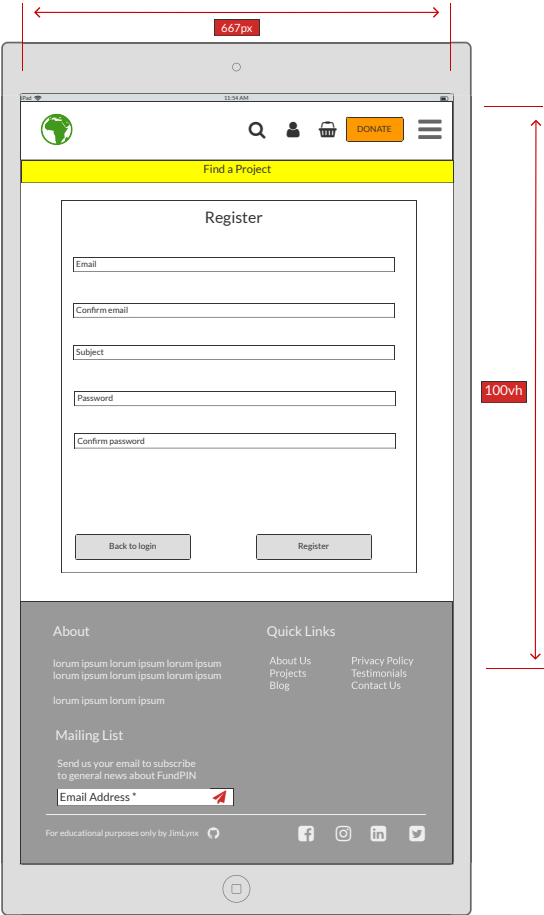 667px
iPad 11:54 AM
DONATE
Find a Project
100vh
Register
Email
Confirm email
Subject
Password
Confirm password
Back to login Register
About Quick Links
lorum ipsum lorum ipsum lorum ipsum About Us Privacy Policy
lorum ipsum lorum ipsum lorum ipsum Projects Testimonials
Blog Contact Us
lorum ipsum lorum ipsum
Mailing List
Send us your email to subscribe
to general news about FundPIN
Email Address *
For educational purposes only by JimLynx